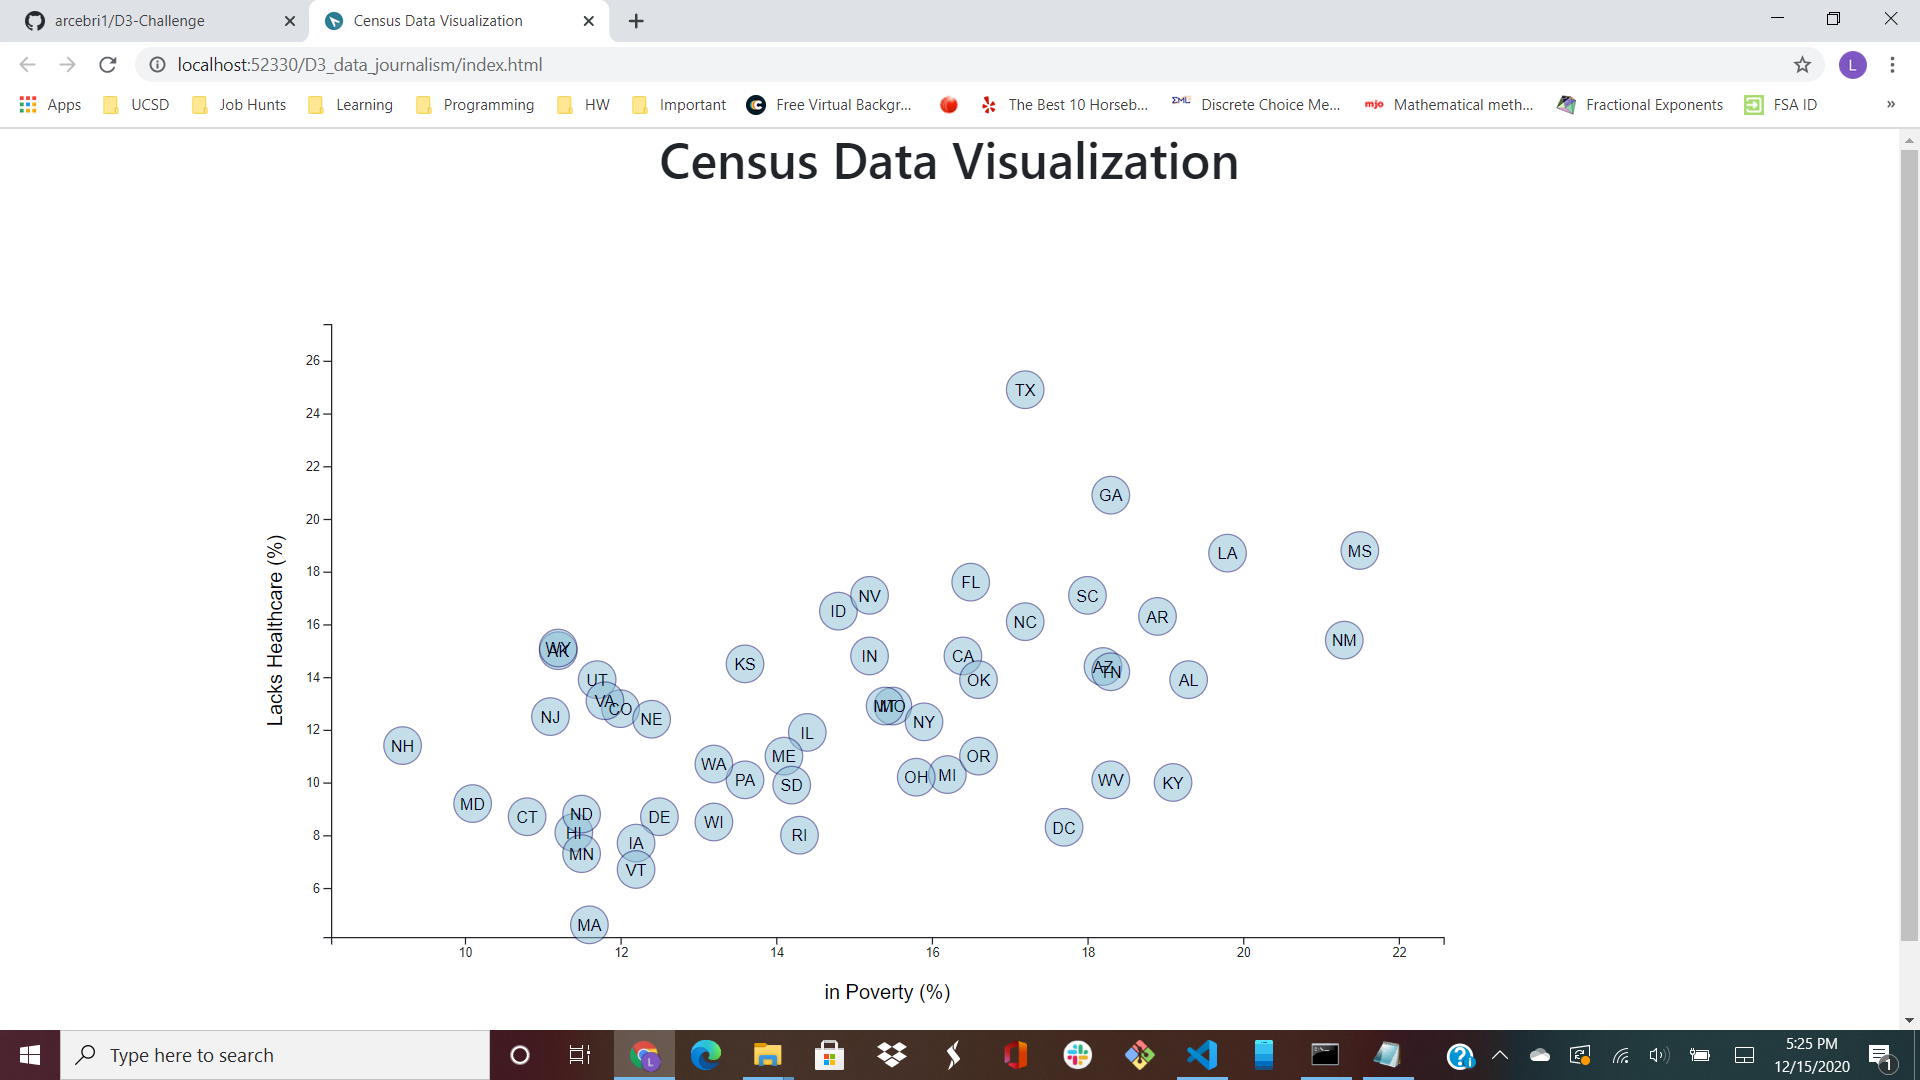 arcebri1/D3-Challenge
Census Data Visualization
localhost:52330/D3_data_journalism/index.html
L
Apps
UCSD
Job Hunts
Learning
Programming
HW
Important
Free Virtual Backgr...
The Best 10 Horseb...
EML
Discrete Choice Me...
mjo
Mathematical meth...
Fractional Exponents
FSA ID
»
Census Data Visualization
26
24
22
20
18
16
14
12
10
8
6
Lacks Healthcare (%)
TX
GA
LA
MS
FL
NV
SC
ID
AR
NC
NM
WY
AK
IN
CA
KS
AZ
TN
UT
OK
AL
VA
CO
MT
MO
NJ
NE
NY
IL
NH
ME
OR
WA
PA
SD
OH
MI
WV
KY
MD
CT
ND
DE
WI
DC
HI
RI
MN
IA
VT
MA
10
12
14
16
18
20
22
in Poverty (%)
Type here to search
L
5:25 PM
12/15/2020
1